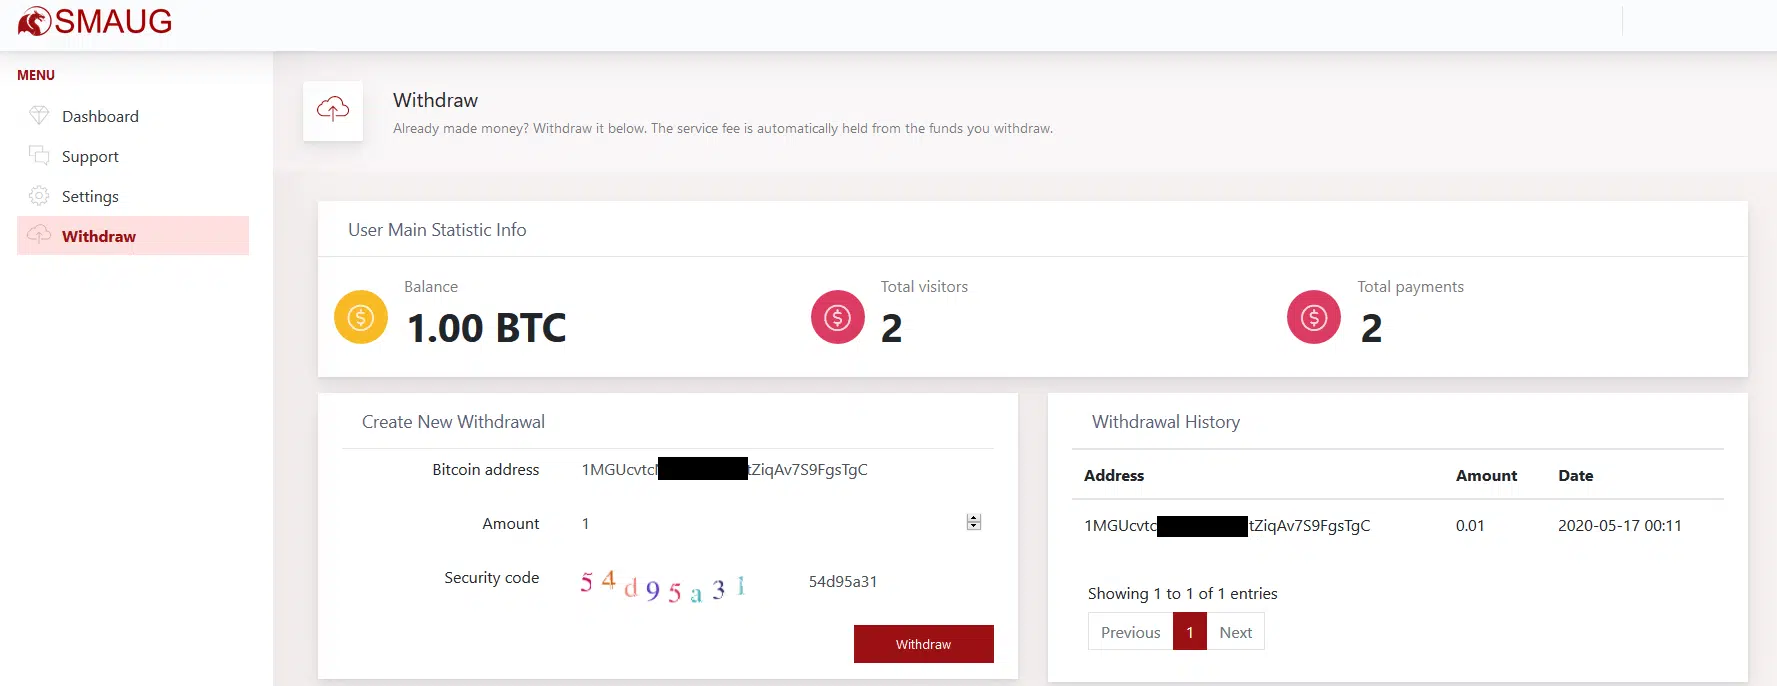 SMAUG
MENU
Dashboard
Support
Settings
Withdraw
Withdraw
Already made money? Withdraw it below. The service fee is automatically held from the funds you withdraw.
User Main Statistic Info
Balance
1.00 BTC
Total visitors
2
Total payments
2
Create New Withdrawal
Bitcoin address 1MGUcvtc tZiqAv7S9FgsTgC
Amount 1
Security code 54d95a31 54d95a31
Withdraw
Withdrawal History
Address Amount Date
1MGUcvtc tZiqAv7S9FgsTgC 0.01 2020-05-17 00:11
Showing 1 to 1 of 1 entries
Previous 1 Next